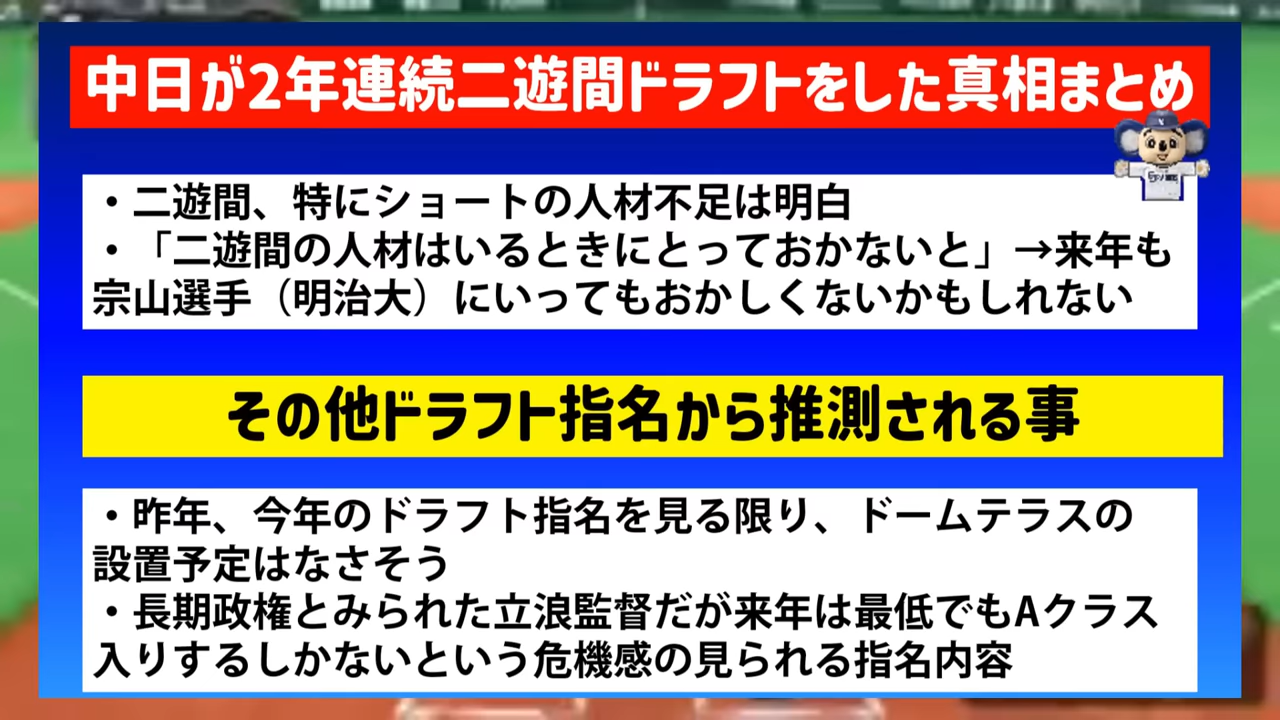 中日が2年連続二遊間ドラフトをした真相まとめ
・二遊間、特にショートの人材不足は明白
・「二遊間の人材はいるときにとっておかないと」→来年も
宗山選手（明治大）にいってもおかしくないかもしれない
その他ドラフト指名から推測される事
・昨年、今年のドラフト指名を見る限り、ドームテラスの
設置予定はなさそう
・長期政権とみられた立浪監督だが来年は最低でもAクラス
入りするしかないという危機感の見られる指名内容